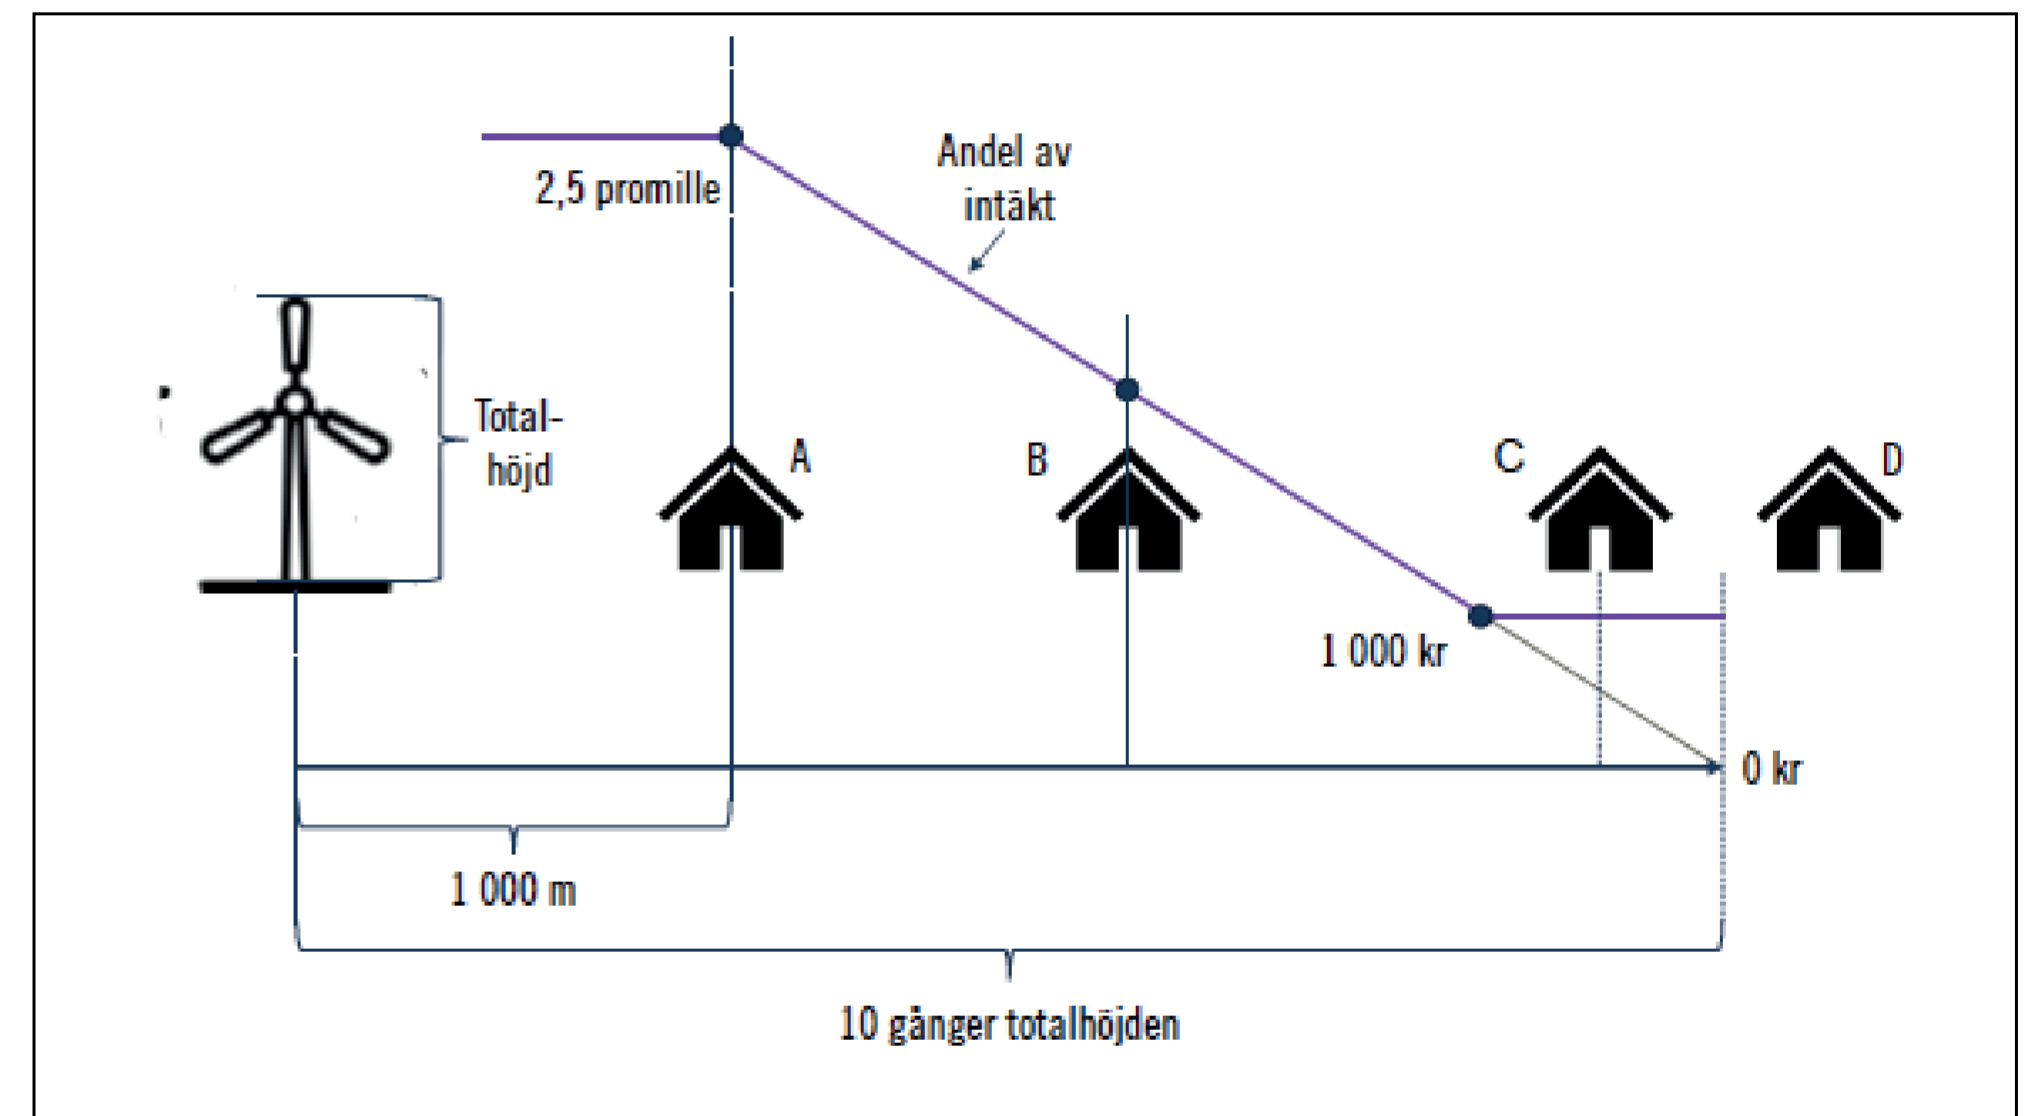 Andel av
intäkt
2,5 promille
Total-
höjd
A
B
C
D
1 000 kr
0 kr
1 000 m
10 gånger totalhöjden